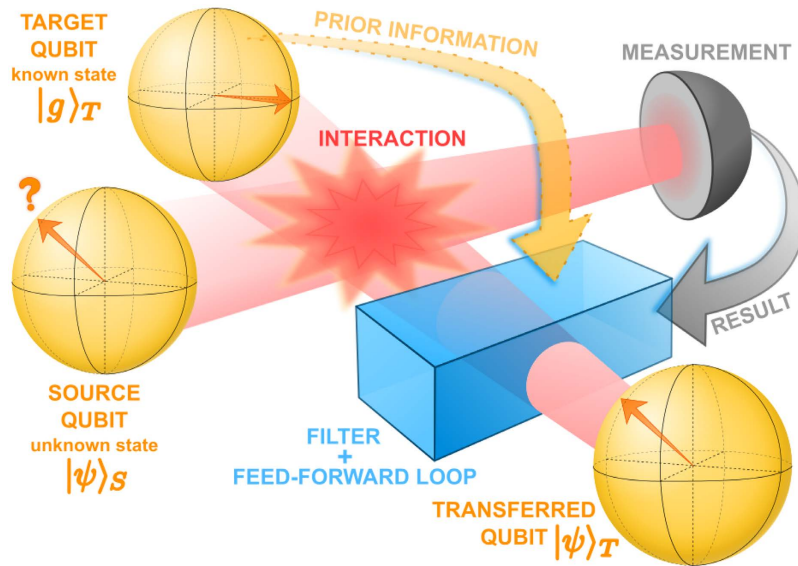 TARGET
QUBIT
known state
|g⟩T
PRIOR INFORMATION
MEASUREMENT
INTERACTION
?
RESULT
SOURCE
QUBIT
unknown state
|ψ⟩S
FILTER
+
FEED-FORWARD LOOP
TRANSFERRED
QUBIT |ψ⟩T